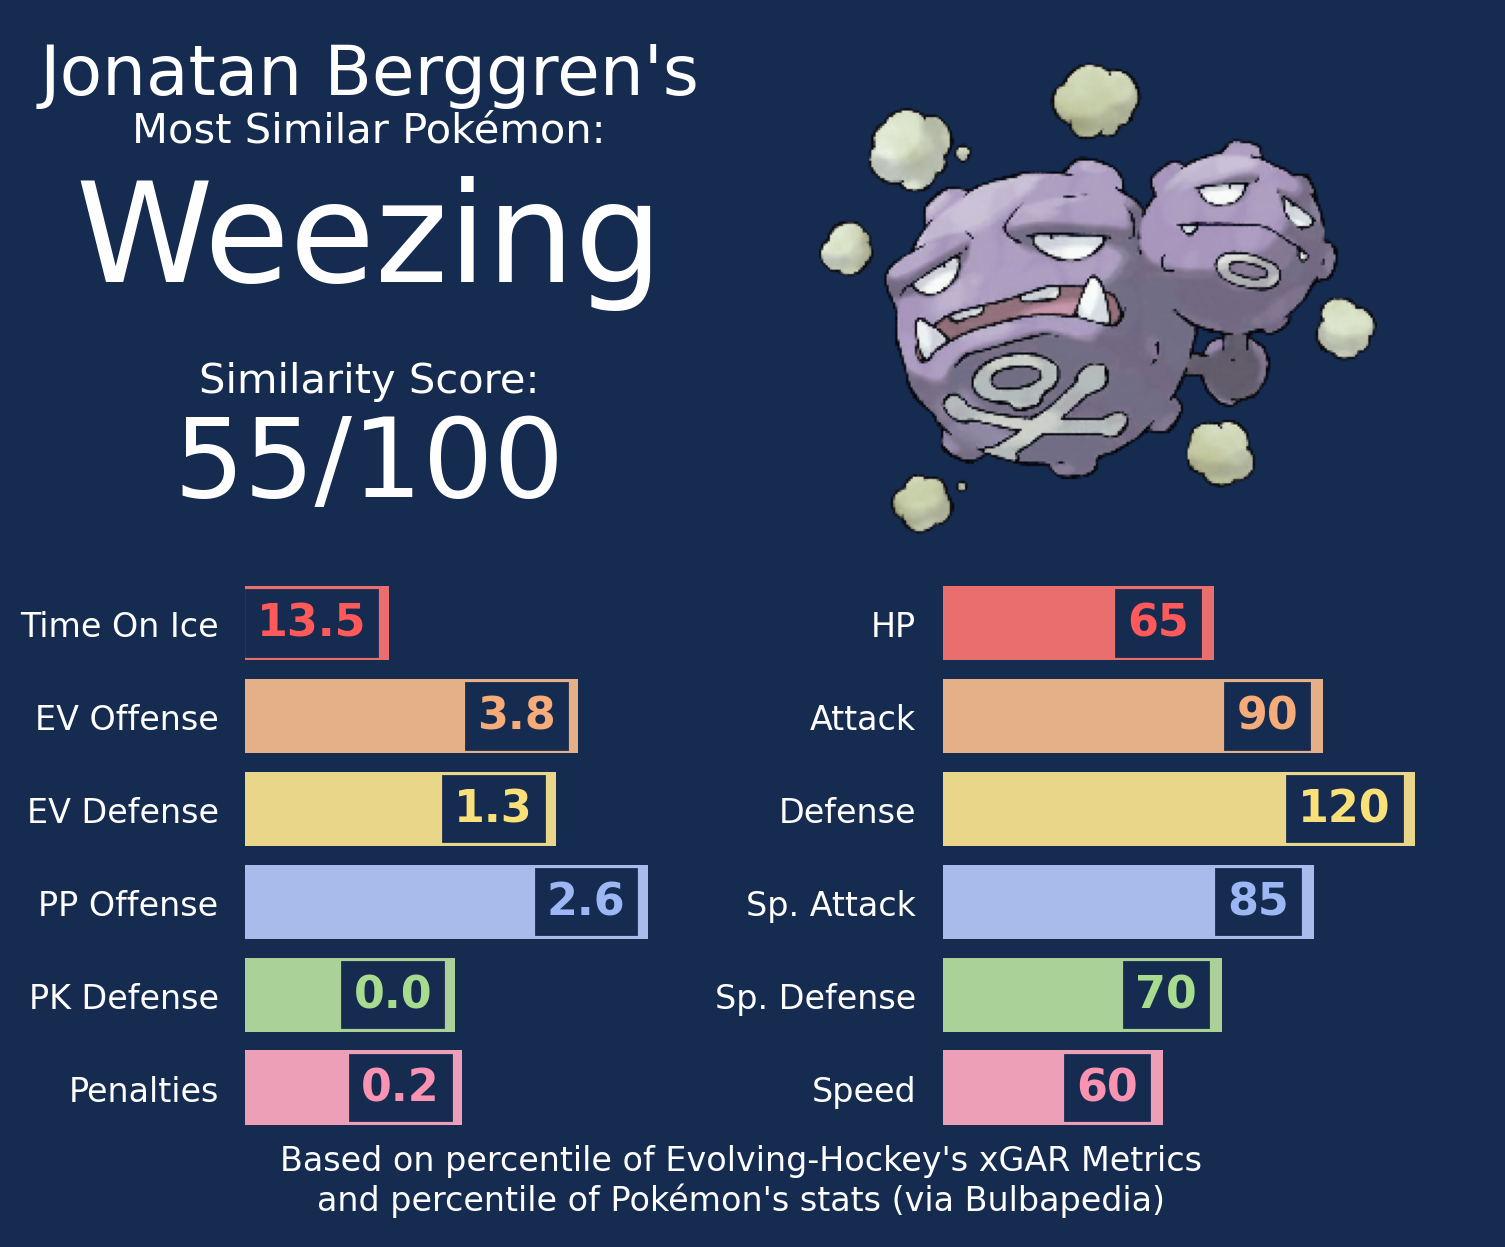 Jonatan Berggren's
Most Similar Pokémon:
Weezing
Similarity Score:
55/100
Time On Ice 13.5
EV Offense 3.8
EV Defense 1.3
PP Offense 2.6
PK Defense 0.0
Penalties 0.2
HP 65
Attack 90
Defense 120
Sp. Attack 85
Sp. Defense 70
Speed 60
Based on percentile of Evolving-Hockey's xGAR Metrics
and percentile of Pokémon's stats (via Bulbapedia)